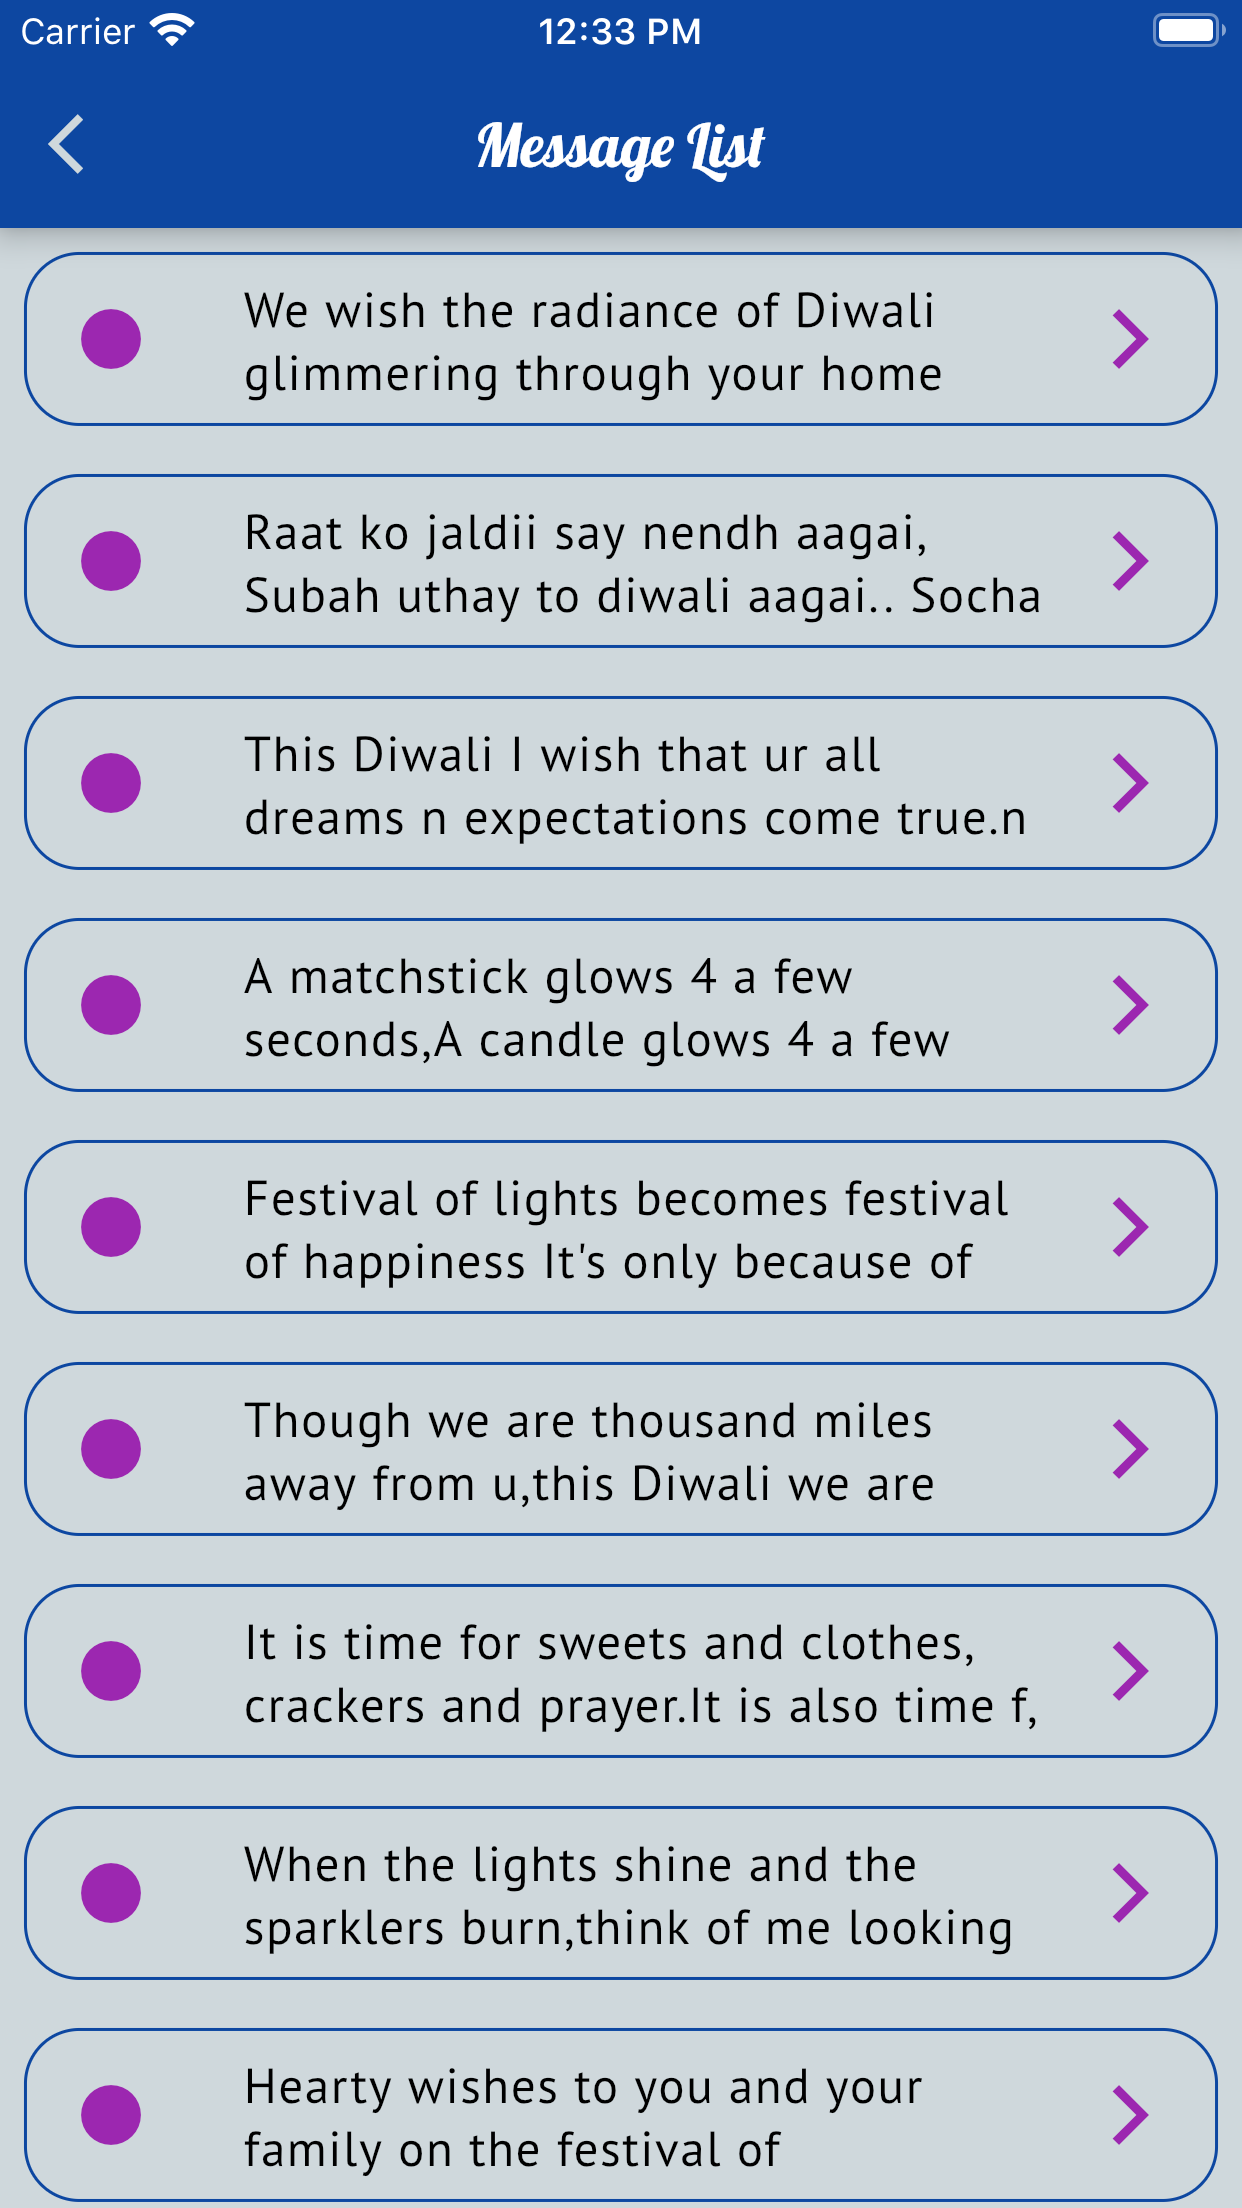 Carrier 12:33 PM
Message List
We wish the radiance of Diwali
glimmering through your home
Raat ko jaldii say nendh aagai,
Subah uthay to diwali aagai.. Socha
This Diwali I wish that ur all
dreams n expectations come true.n
A matchstick glows 4 a few
seconds,A candle glows 4 a few
Festival of lights becomes festival
of happiness It's only because of
Though we are thousand miles
away from u,this Diwali we are
It is time for sweets and clothes,
crackers and prayer.It is also time f,
When the lights shine and the
sparklers burn,think of me looking
Hearty wishes to you and your
family on the festival of